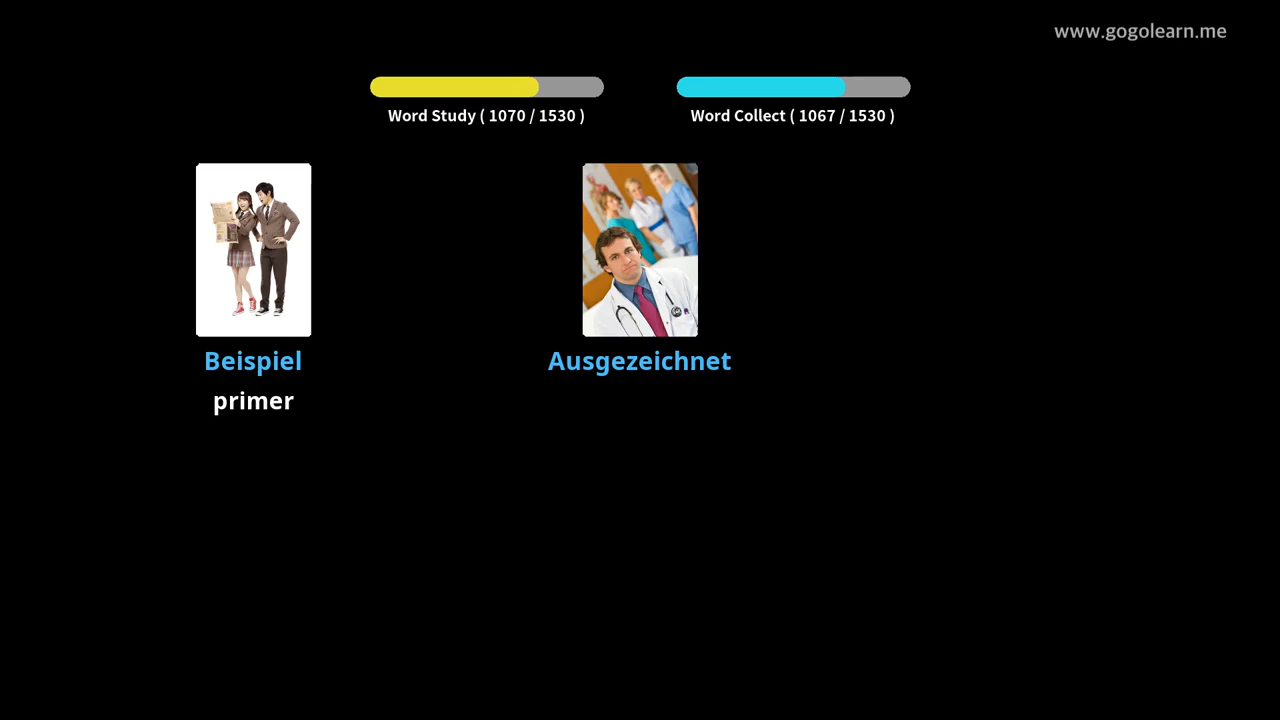 www.gogolearn.me
Word Study ( 1070 / 1530 )
Word Collect ( 1067 / 1530 )
Beispiel
primer
Ausgezeichnet